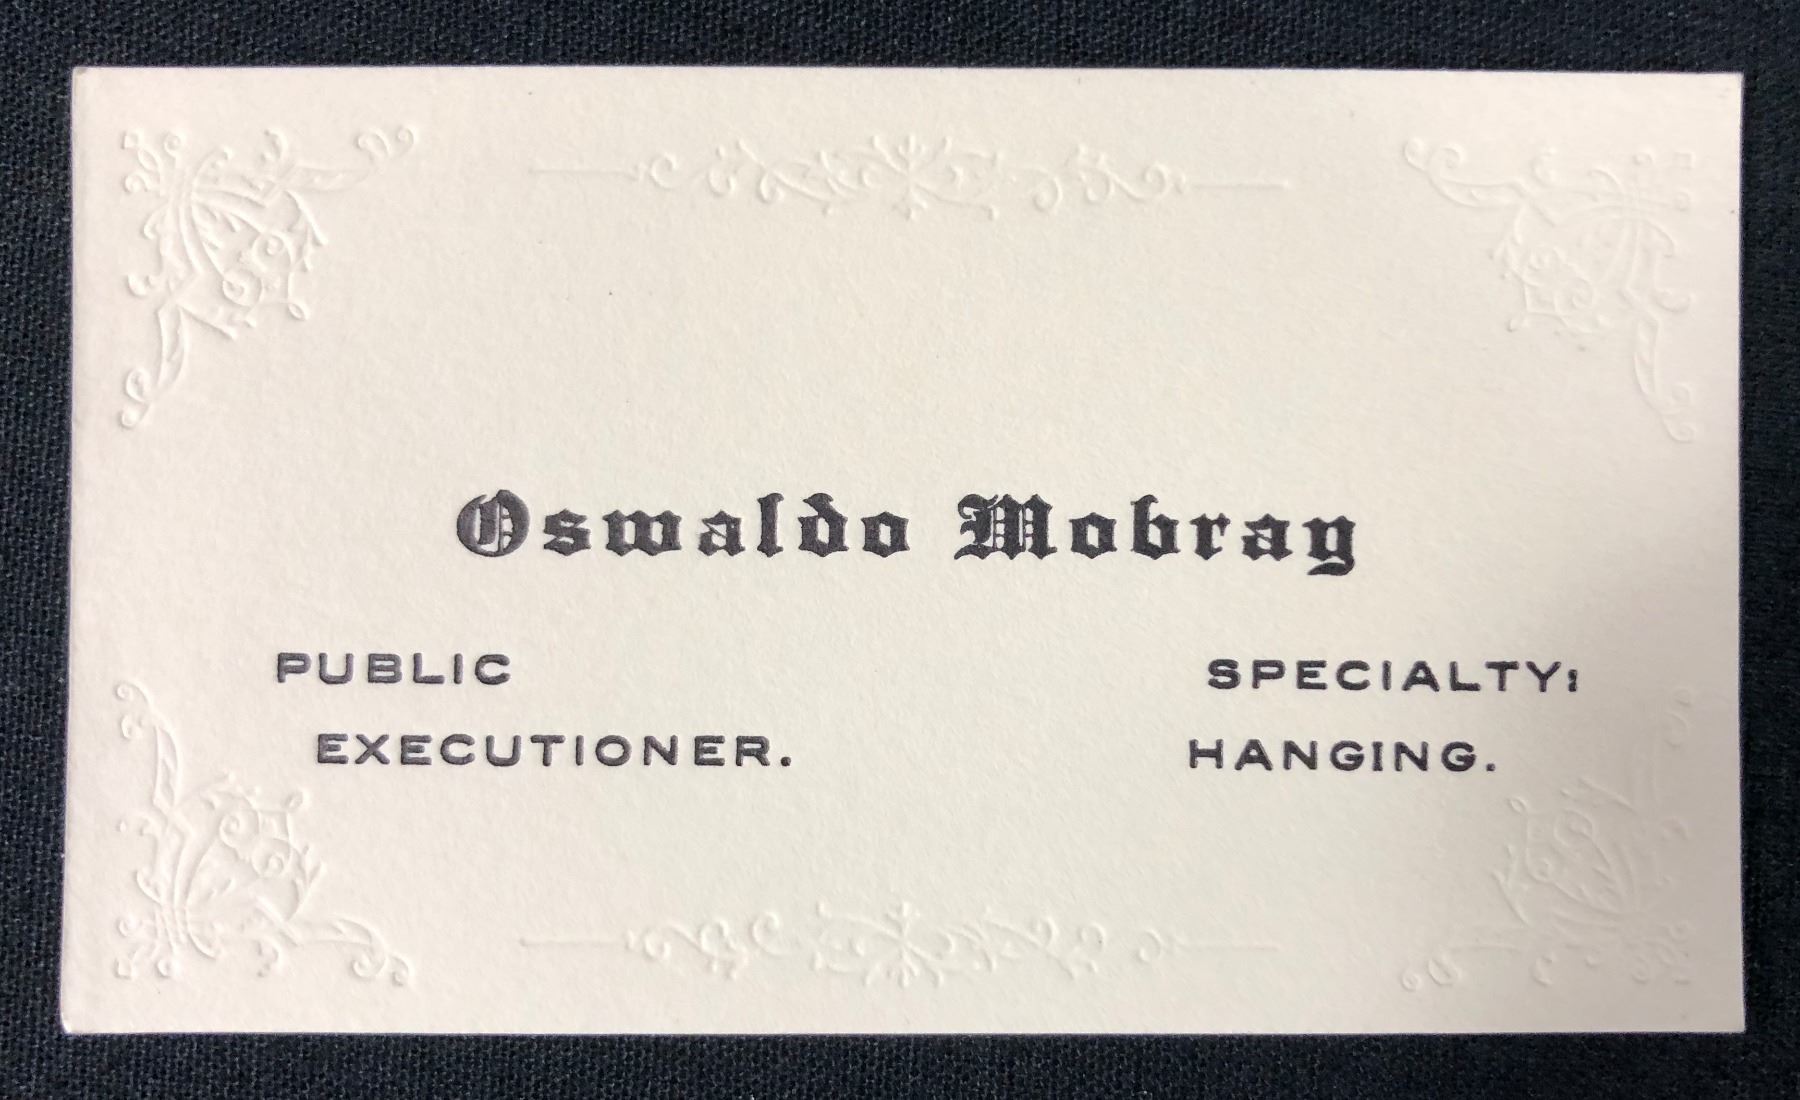 Oswaldo Mobray
PUBLIC
EXECUTIONER.
SPECIALTY:
HANGING.